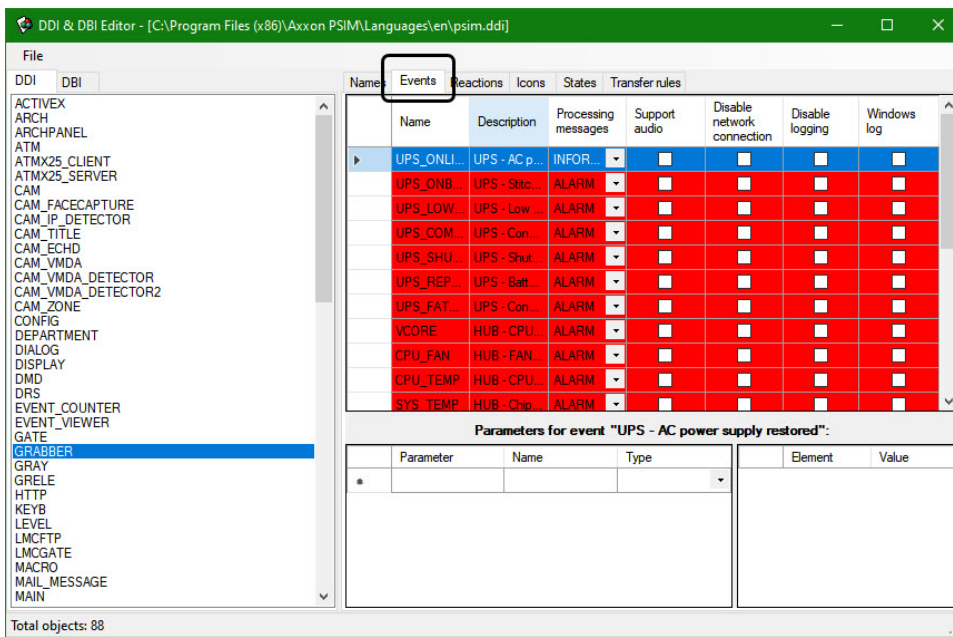 DDI & DBI Editor - [C:\Program Files (x86)\Axxon PSIM\Languages\en\psim.ddi]
File
DDI DBI
ACTIVEX
ARCH
ARCHPANEL
ATM
ATMX25_CLIENT
ATMX25_SERVER
CAM
CAM_FACECAPTURE
CAM_IP_DETECTOR
CAM_TITLE
CAM_ECHD
CAM_VMDA
CAM_VMDA_DETECTOR
CAM_VMDA_DETECTOR2
CAM_ZONE
CONFIG
DEPARTMENT
DIALOG
DISPLAY
DMD
DRS
EVENT_COUNTER
EVENT_VIEWER
GATE
GRABBER
GRAY
GRELE
HTTP
KEYB
LEVEL
LMCFTP
LMCGATE
MACRO
MAIL_MESSAGE
MAIN
Names Events Reactions Icons States Transfer rules
Name Description Processing messages Support audio Disable network connection Disable logging Windows log
UPS_ONLI... UPS - AC p... INFOR...
UPS_ONB... UPS - Stitc... ALARM
UPS_LOW... UPS - Low ... ALARM
UPS_COM... UPS - Con... ALARM
UPS_SHU... UPS - Shut... ALARM
UPS_REP... UPS - Batt... ALARM
UPS_FAT... UPS - Con... ALARM
VCORE HUB - CPU... ALARM
CPU_FAN HUB - FAN... ALARM
CPU_TEMP HUB - CPU... ALARM
SYS_TEMP HUB - Chip... ALARM
Parameters for event "UPS - AC power supply restored":
Parameter Name Type Element Value
Total objects: 88